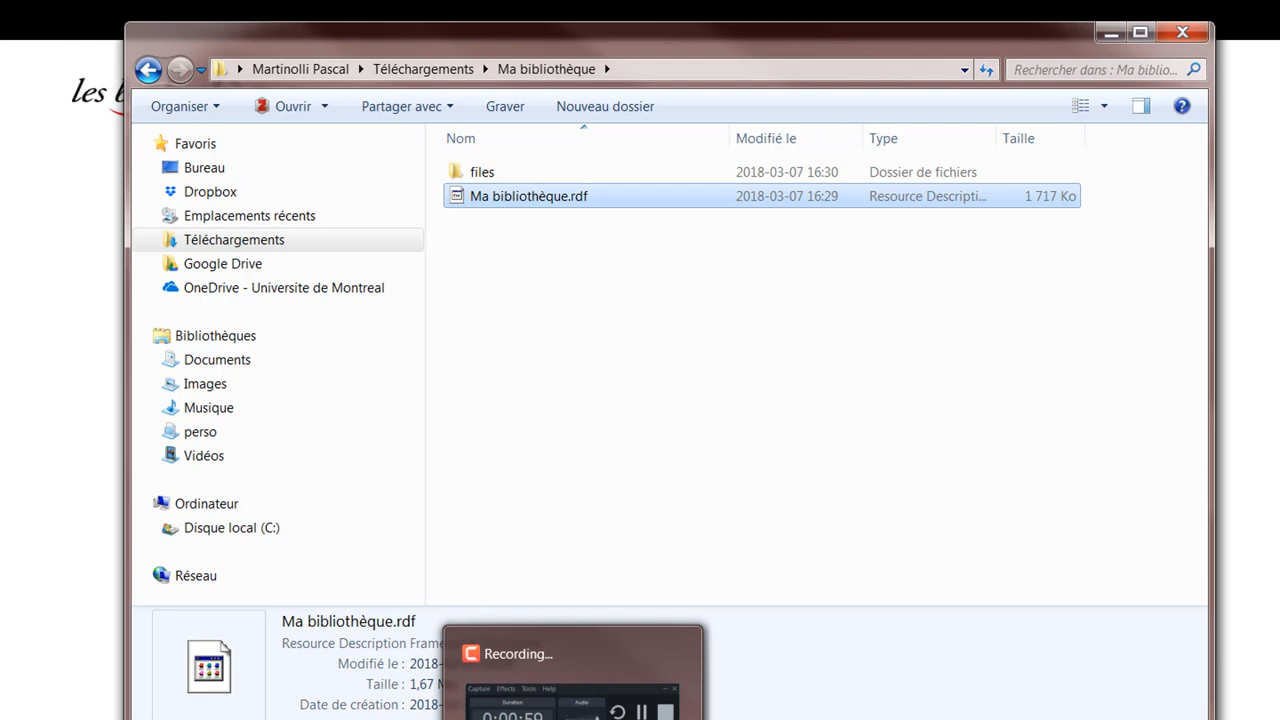 les b
Martinolli Pascal Téléchargements Ma bibliothèque Rechercher dans : Ma biblio...
Organiser Ouvrir Partager avec Graver Nouveau dossier
Nom Modifié le Type Taille
files 2018-03-07 16:30 Dossier de fichiers
Ma bibliothèque.rdf 2018-03-07 16:29 Resource Descripti... 1 717 Ko
Favoris
Bureau
Dropbox
Emplacements récents
Téléchargements
Google Drive
OneDrive - Universite de Montreal
Bibliothèques
Documents
Images
Musique
perso
Vidéos
Ordinateur
Disque local (C:)
Réseau
Ma bibliothèque.rdf
Resource Description Frame
Modifié le : 2018-
Taille : 1,67 M
Date de création : 2018-
Recording...
Capture Effects Tools Help
Duration Audio
0:00:59